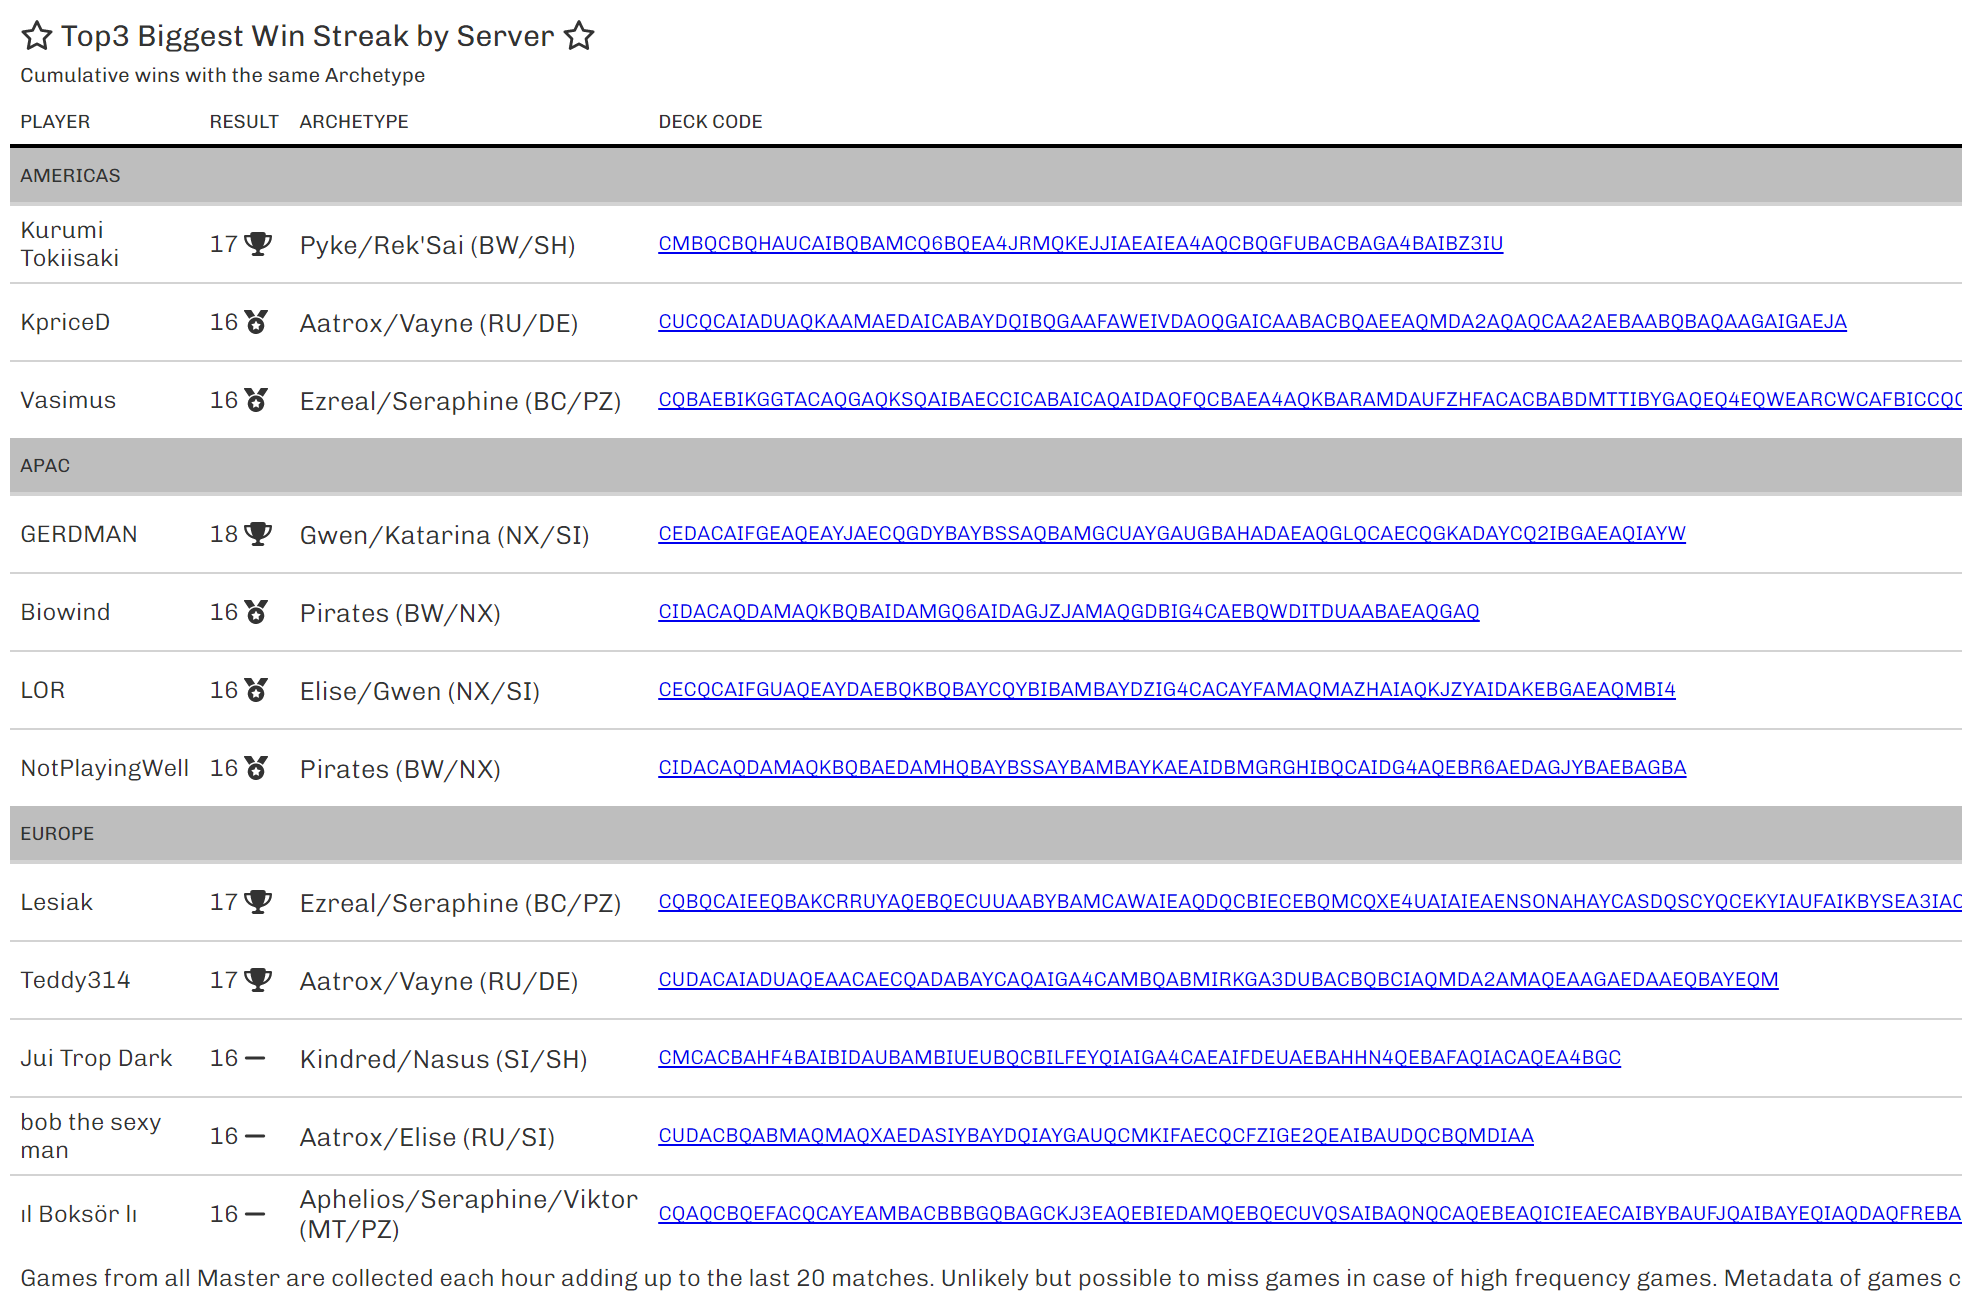 Top3 Biggest Win Streak by Server
Cumulative wins with the same Archetype
PLAYER RESULT ARCHETYPE DECK CODE
AMERICAS
Kurumi Tokiisaki 17 Pyke/Rek'Sai (BW/SH) CMBQCBQHAUCAIBQBAMCQ6BQEA4JRMQKEJJIAEAIEA4AQCBQGFUBACBAGA4BAIBZ3IU
KpriceD 16 Aatrox/Vayne (RU/DE) CUCQCAIADUAQKAAMAEDAICABAYDQIBQGAAFAWEIVDAOQGAICAABACBQAEEAQMDA2AQAQCAA2AEBAABQBAQAAGAIGAEJA
Vasimus 16 Ezreal/Seraphine (BC/PZ) CQBAEBIKGGTACAQGAQKSQAIBAECCICABAICAQAIDAQFQCBAEA4AQKBARAMDAUFZHFACACBABDMTTIBYGAQEQ4EQWEARCWCAFBICCQC
APAC
GERDMAN 18 Gwen/Katarina (NX/SI) CEDACAIFGEAQEAYJAECQGDYBAYBSSAQBAMGCUAYGAUGBAHADAEAQGLQCAECQGKADAYCQ2IBGAEAQIAYW
Biowind 16 Pirates (BW/NX) CIDACAQDAMAQKBQBAIDAMGQ6AIDAGJZJAMAQGDBIG4CAEBQWDITDUAABAEAQGAQ
LOR 16 Elise/Gwen (NX/SI) CECQCAIFGUAQEAYDAEBQKBQBAYCQYBIBAMBAYDZIG4CACAYFAMAQMAZHAIAQKJZYAIDAKEBGAEAQMBI4
NotPlayingWell 16 Pirates (BW/NX) CIDACAQDAMAQKBQBAEDAMHQBAYBSSAYBAMBAYKAEAIDBMGRGHIBQCAIDG4AQEBR6AEDAGJYBAEBAGBA
EUROPE
Lesiak 17 Ezreal/Seraphine (BC/PZ) CQBQCAIEEQBAKCRRUYAQEBQECUUAABYBAMCAWAIEAQDQCBIECEBQMCQXE4UAIAIEAENSONAHAYCASDQSCYQCEKYIAUFAIKBYSEA3IAC
Teddy314 17 Aatrox/Vayne (RU/DE) CUDACAIADUAQEAACAECQADABAYCAQAIGA4CAMBQABMIRKGA3DUBACBQBCIAQMDA2AMAQEAAGAEDAAEQBAYEQM
Jui Trop Dark 16 Kindred/Nasus (SI/SH) CMCACBAHF4BAIBIDAUBAMBIUEUBQCBILFEYQIAIGA4CAEAIFDEUAEBAHHN4QEBAFAQIACAQEA4BGC
bob the sexy man 16 Aatrox/Elise (RU/SI) CUDACBQABMAQMAQXAEDASIYBAYDQIAYGAUQCMKIFAECQCFZIGE2QEAIBAUDQCBQMDIAA
ıl Boksör lı 16 Aphelios/Seraphine/Viktor (MT/PZ) CQAQCBQEFACQCAYEAMBACBBBGQBAGCKJ3EAQEBIEDAMQEBQECUVQSAIBAQNQCAQEBEAQICIEAECAIBYBAUFJQAIBAYEQIAQDAQFREBA
Games from all Master are collected each hour adding up to the last 20 matches. Unlikely but possible to miss games in case of high frequency games. Metadata of games c